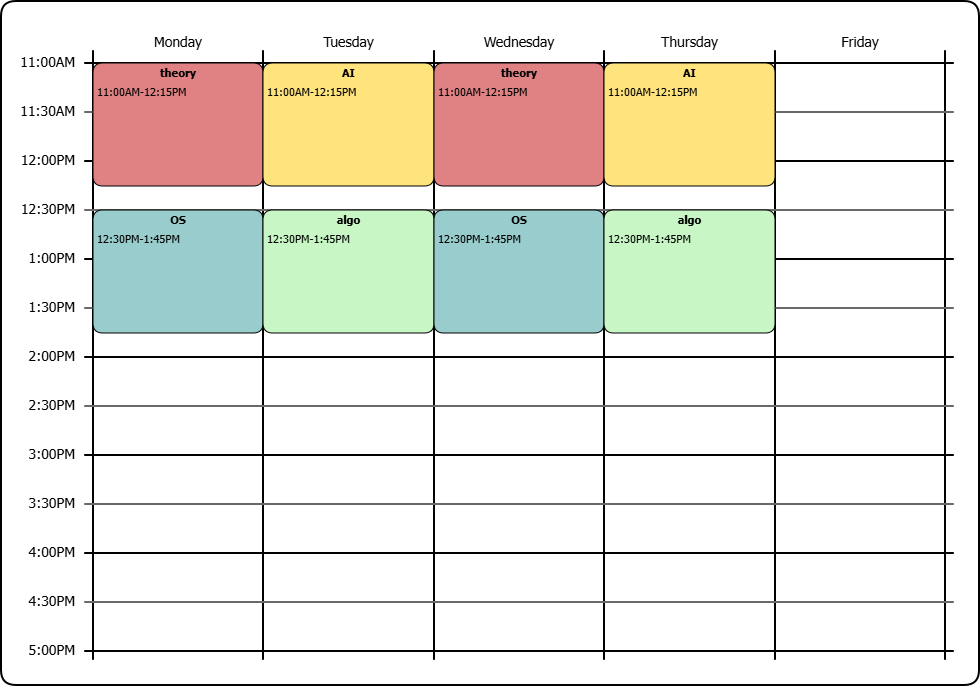 Monday Tuesday Wednesday Thursday Friday
11:00AM
theory AI theory AI
11:00AM-12:15PM 11:00AM-12:15PM 11:00AM-12:15PM 11:00AM-12:15PM
11:30AM
12:00PM
12:30PM
OS algo OS algo
12:30PM-1:45PM 12:30PM-1:45PM 12:30PM-1:45PM 12:30PM-1:45PM
1:00PM
1:30PM
2:00PM
2:30PM
3:00PM
3:30PM
4:00PM
4:30PM
5:00PM